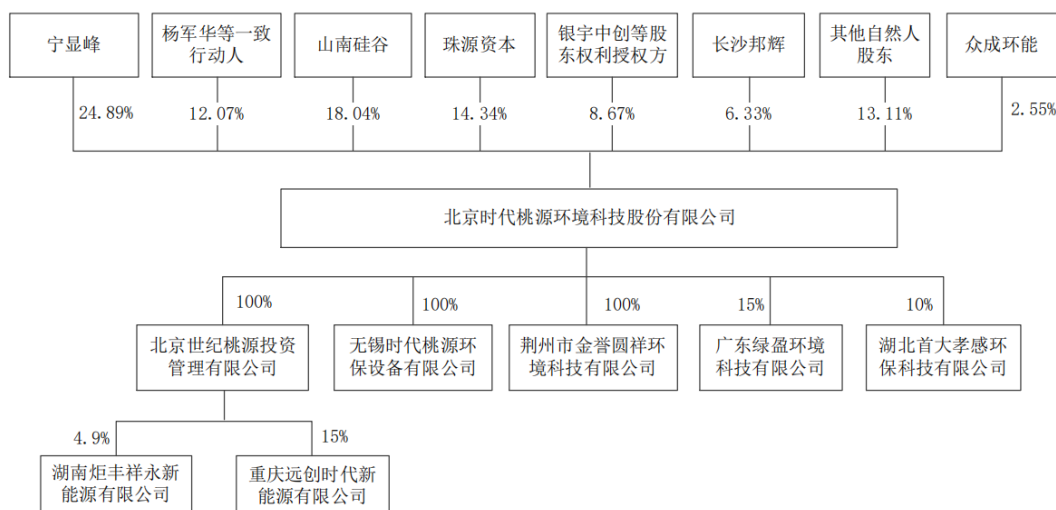 宁显峰
杨军华等一致
行动人
山南硅谷
珠源资本
银宇中创等股
东权利授权方
长沙邦辉
其他自然人
股东
众成环能
24.89%
12.07%
18.04%
14.34%
8.67%
6.33%
13.11%
2.55%
北京时代桃源环境科技股份有限公司
100%
100%
100%
15%
10%
北京世纪桃源投资
管理有限公司
无锡时代桃源环
保设备有限公司
荆州市金誉圆祥环
境科技有限公司
广东绿盈环境
科技有限公司
湖北首大孝感环
保科技有限公司
4.9%
15%
湖南炬丰祥永新
能源有限公司
重庆远创时代新
能源有限公司